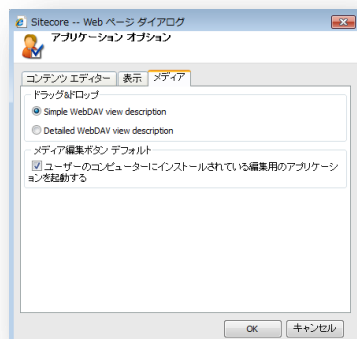 Sitecore -- Web ページ ダイアログ
アプリケーション オプション
コンテンツ エディター 表示 メディア
ドラッグ&ドロップ
Simple WebDAV view description
Detailed WebDAV view description
メディア編集ボタン デフォルト
ユーザーのコンピューターにインストールされている編集用のアプリケーシ
ョンを起動する
OK キャンセル